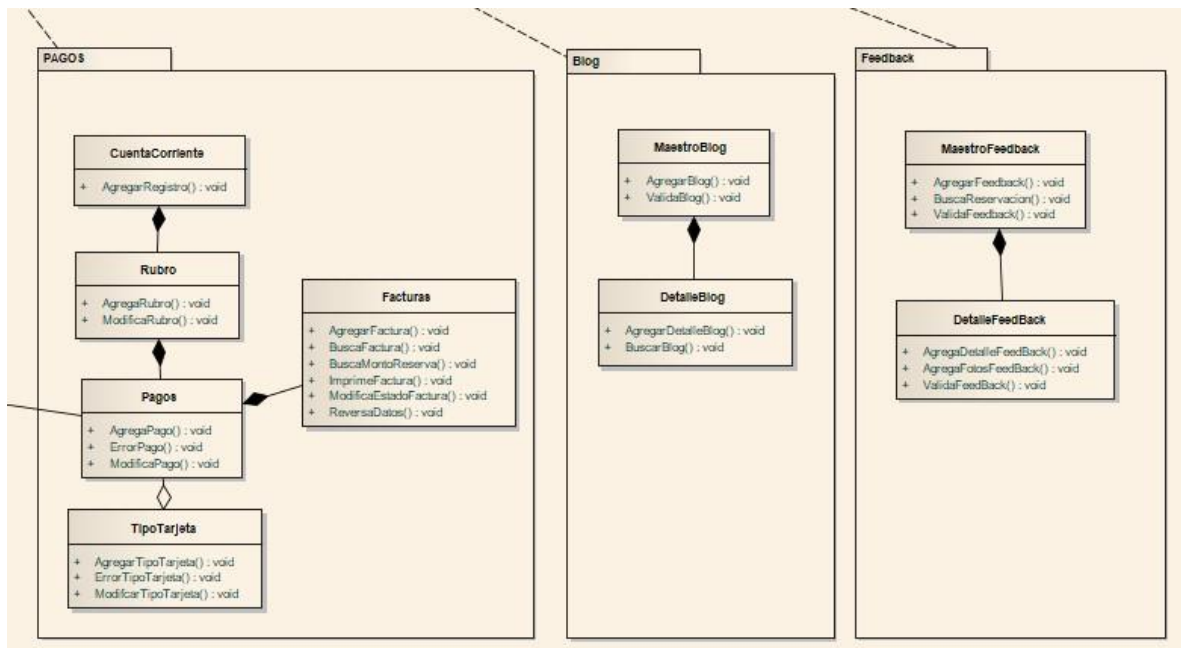 PAGOS
CuentaCorriente
+ AgregarRegistro() : void
Rubro
+ AgregaRubro() : void
+ ModificaRubro() : void
Facturas
+ AgregarFactura() : void
+ BuscaFactura() : void
+ BuscaMontoReserva() : void
+ ImprimeFactura() : void
+ ModificaEstadoFactura() : void
+ ReversaDatos() : void
Pagos
+ AgregaPago() : void
+ ErrorPago() : void
+ ModificaPago() : void
TipoTarjeta
+ AgregarTipoTarjeta() : void
+ ErrorTipoTarjeta() : void
+ ModifcarTipoTarjeta() : void
Blog
MaestroBlog
+ AgregarBlog() : void
+ ValidaBlog() : void
DetalleBlog
+ AgregarDetalleBlog() : void
+ BuscarBlog() : void
Feedback
MaestroFeedback
+ AgregarFeedback() : void
+ BuscaReservacion() : void
+ ValidaFeedback() : void
DetalleFeedBack
+ AgregaDetalleFeedBack() : void
+ AgregaFotosFeedBack() : void
+ ValidaFeedBack() : void